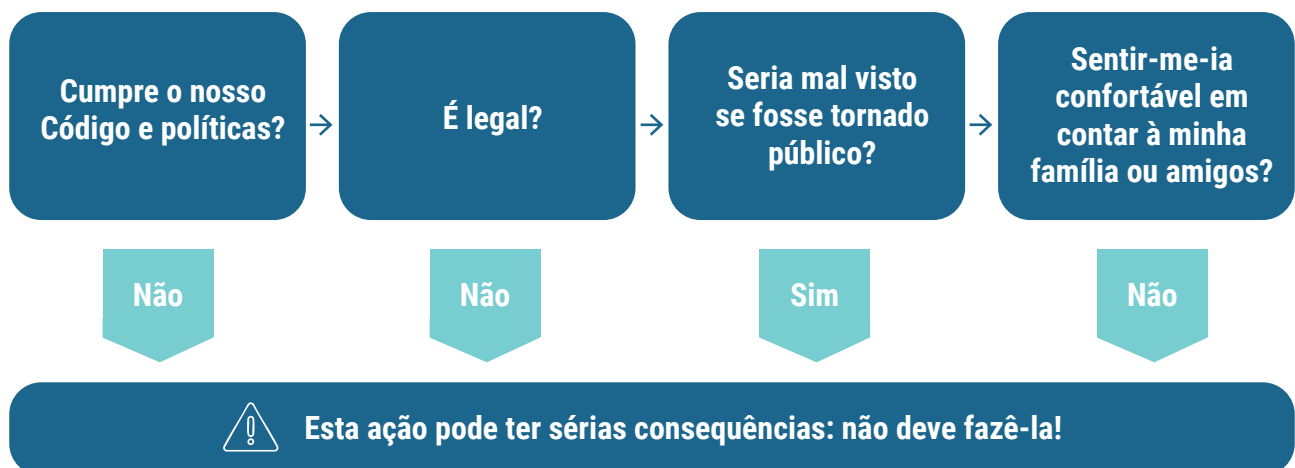 Cumpre o nosso
Código e políticas?
É legal?
Seria mal visto
se fosse tornado
público?
Sentir-me-ia
confortável em
contar à minha
família ou amigos?
Não
Não
Sim
Não
Esta ação pode ter sérias consequências: não deve fazê-la!